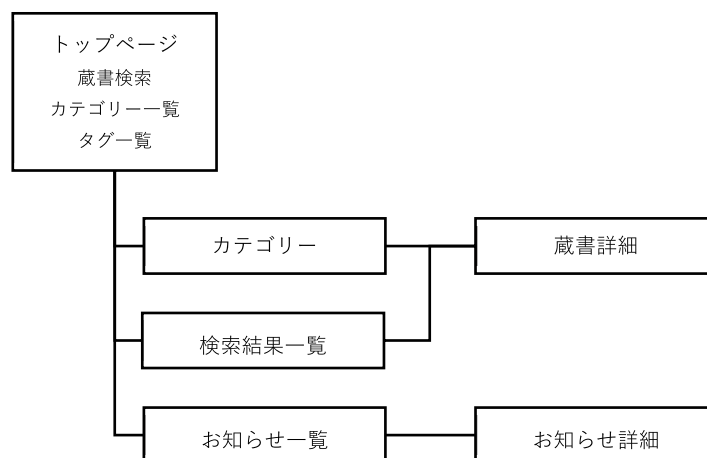 トップページ
蔵書検索
カテゴリー一覧
タグ一覧
カテゴリー
蔵書詳細
検索結果一覧
お知らせ一覧
お知らせ詳細